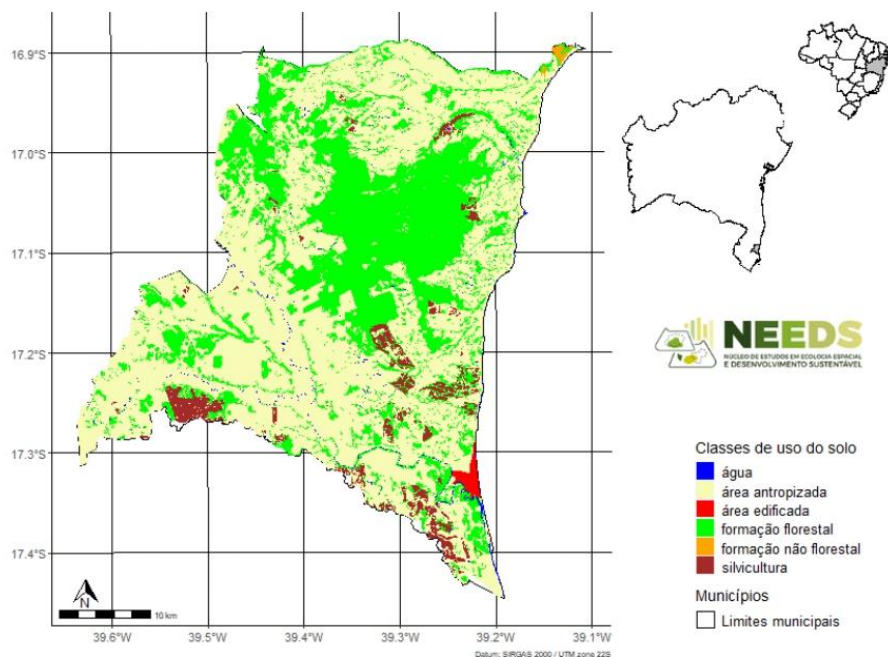 16.9°S
17.0°S
17.1°S
17.2°S
17.3°S
17.4°S
N
10 km
39.6°W
39.5°W
39.4°W
39.3°W
39.2°W
39.1°W
Datum: SIRGAS 2000 / UTM zone 22S
NEEDS
NÚCLEO DE ESTUDOS EM ECOLOGIA ESPACIAL
E DESENVOLVIMENTO SUSTENTÁVEL
Classes de uso do solo
água
área antropizada
área edificada
formação florestal
formação não florestal
silvicultura
Municípios
Limites municipais